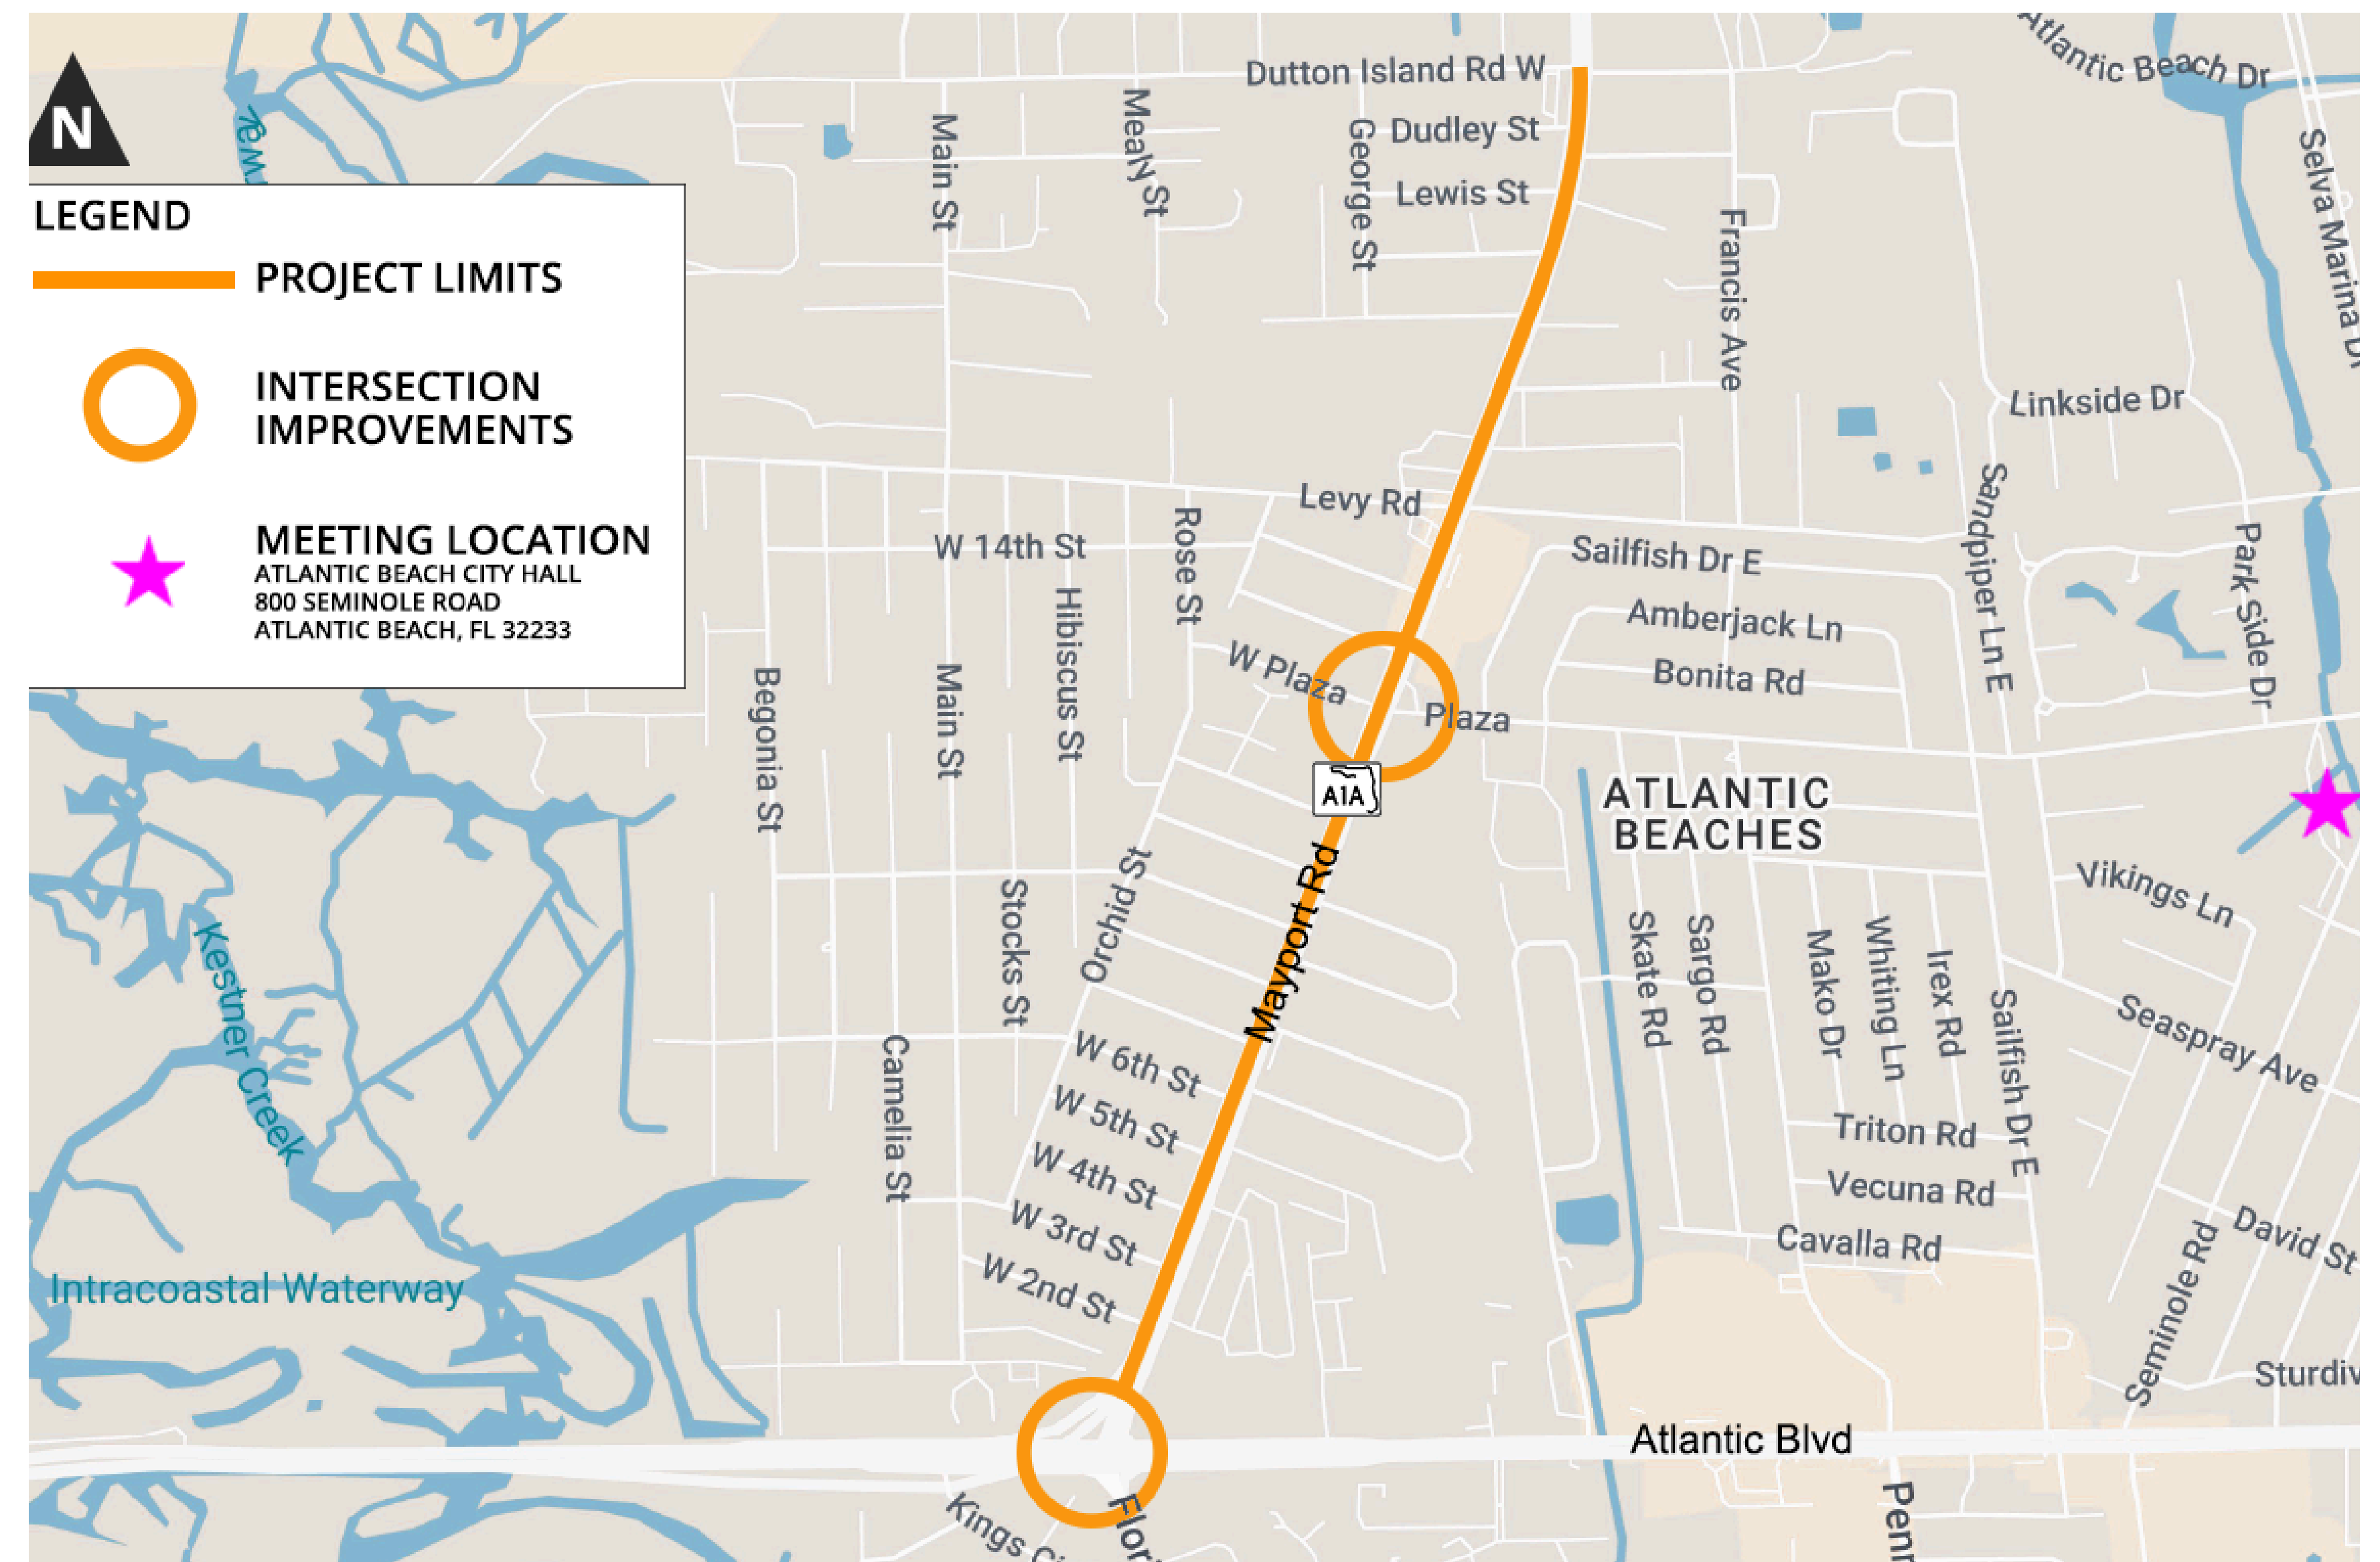 N
LEGEND
PROJECT LIMITS
INTERSECTION
IMPROVEMENTS
MEETING LOCATION
ATLANTIC BEACH CITY HALL
800 SEMINOLE ROAD
ATLANTIC BEACH, FL 32233
Atlantic Beach Dr
Dutton Island Rd W
Dudley St
Lewis St
Main St
Mealy St
George St
Francis Ave
Linkside Dr
Levy Rd
W 14th St
Rose St
Hibiscus St
Sailfish Dr E
Amberjack Ln
Bonita Rd
Sandpiper Ln E
Park Side Dr
W Plaza
Plaza
Begonia St
Main St
A1A
ATLANTIC
BEACHES
Mayport Rd
Orchid St
Stocks St
Vikings Ln
Skate Rd
Sargo Rd
Mako Dr
Whiting Ln
Irex Rd
Sailfish Dr E
Seaspray Ave
Kestner Creek
Camelia St
W 6th St
W 5th St
W 4th St
W 3rd St
W 2nd St
Triton Rd
Vecuna Rd
Cavalla Rd
David St
Seminole Rd
Intracoastal Waterway
Atlantic Blvd
Selva Marina
Kings